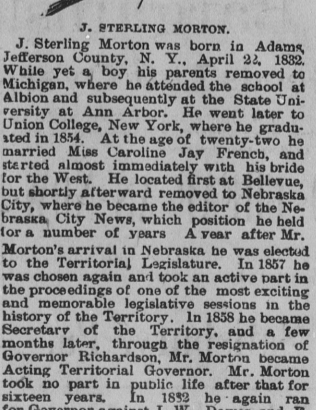 J. STERLING MORTON.
J. Sterling Morton was born in Adams,
Jefferson County, N. Y., April 22, 1832.
While yet a boy his parents removed to
Michigan, where he attended the school at
Albion and subsequently at the State Uni-
versity at Ann Arbor. He went later to
Union College, New York, where he gradu-
ated in 1854. At the age of twenty-two he
married Miss Caroline Jay French, and
started almost immediately with his bride
for the West. He located first at Bellevue,
but shortly afterward removed to Nebraska
City, where he became the editor of the Ne-
braska City News, which position he held
for a number of years A year after Mr.
Morton's arrival in Nebraska he was elected
to the Territorial Legislature. In 1857 he
was chosen again and took an active part in
the proceedings of one of the most exciting
and memorable legislative sessions in the
history of the Territory. In 1858 he became
Secretary of the Territory, and a few
months later, through the resignation of
Governor Richardson, Mr. Morton became
Acting Territorial Governor. Mr. Morton
took no part in public life after that for
sixteen years. In 1882 he again ran
for Governor against J. W.